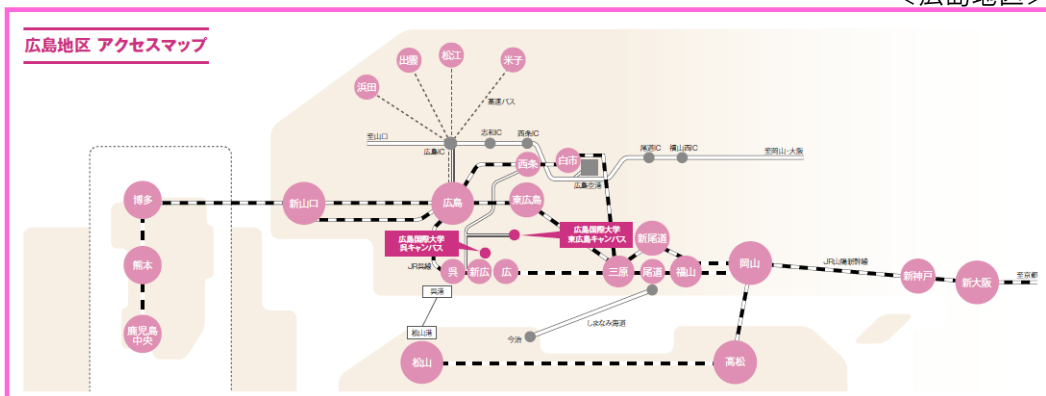 ＜広島地区＞
広島地区 アクセスマップ
出雲
松江
米子
浜田
高速バス
至山口
広島IC
志和IC
西条IC
尾道IC
福山西IC
至岡山・大阪
西条
白市
広島空港
博多
新山口
広島
東広島
広島国際大学
呉キャンパス
広島国際大学
東広島キャンパス
新尾道
JR呉線
呉
新広
広
三原
尾道
福山
岡山
JR山陽新幹線
新神戸
新大阪
至京都
熊本
呉港
しまなみ海道
鹿児島
中央
松山港
今治
松山
高松